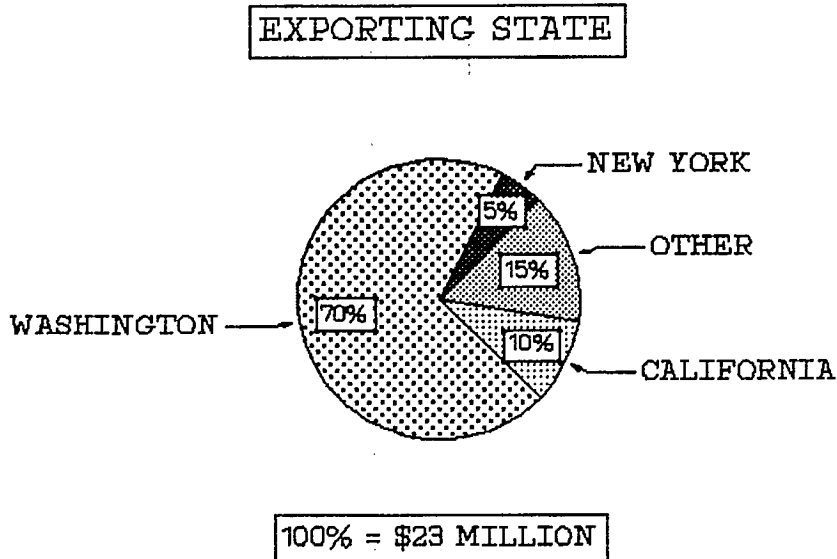 EXPORTING STATE
NEW YORK
5%
OTHER
15%
70%
WASHINGTON
10%
CALIFORNIA
100% = $23 MILLION